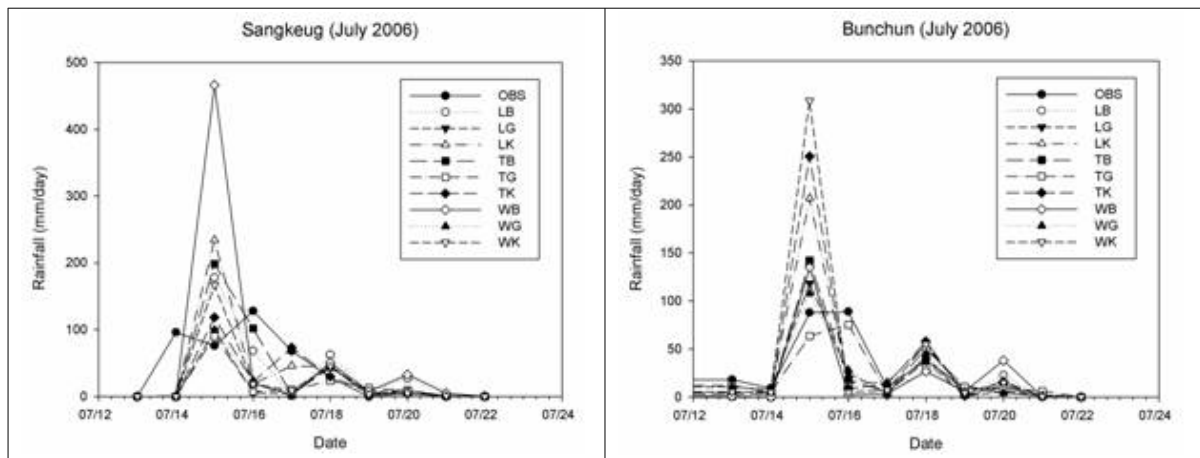 Sangkeug (July 2006)
500
400
300
200
100
0
Rainfall (mm/day)
07/12
07/14
07/16
07/18
07/20
07/22
07/24
Date
OBS
LB
LG
LK
TB
TG
TK
WB
WG
WK
Bunchun (July 2006)
350
300
250
200
150
100
50
0
Rainfall (mm/day)
07/12
07/14
07/16
07/18
07/20
07/22
07/24
Date
OBS
LB
LG
LK
TB
TG
TK
WB
WG
WK